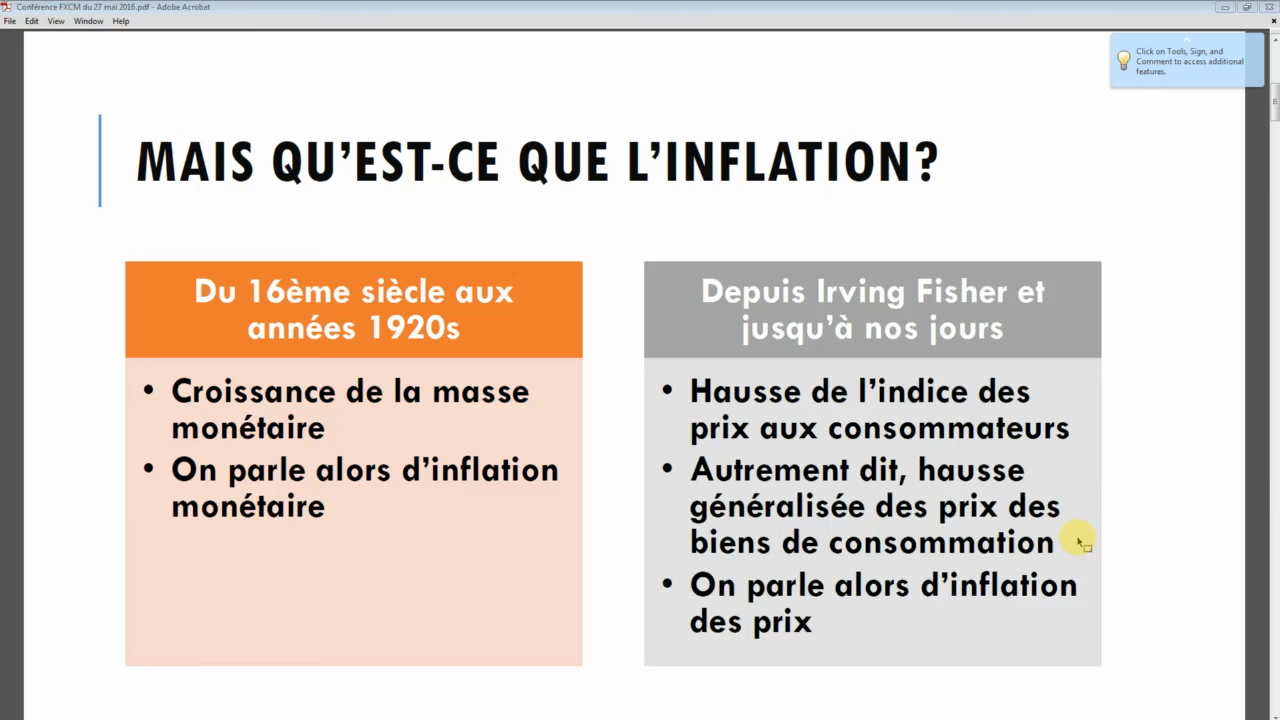 Conférence FXCM du 27 mai 2016.pdf - Adobe Acrobat
File Edit View Window Help
Click on Tools, Sign, and
Comment to access additional
features.
MAIS QU’EST-CE QUE L’INFLATION?
Du 16ème siècle aux
années 1920s
• Croissance de la masse
monétaire
• On parle alors d’inflation
monétaire
Depuis Irving Fisher et
jusqu’à nos jours
• Hausse de l’indice des
prix aux consommateurs
• Autrement dit, hausse
généralisée des prix des
biens de consommation
• On parle alors d’inflation
des prix